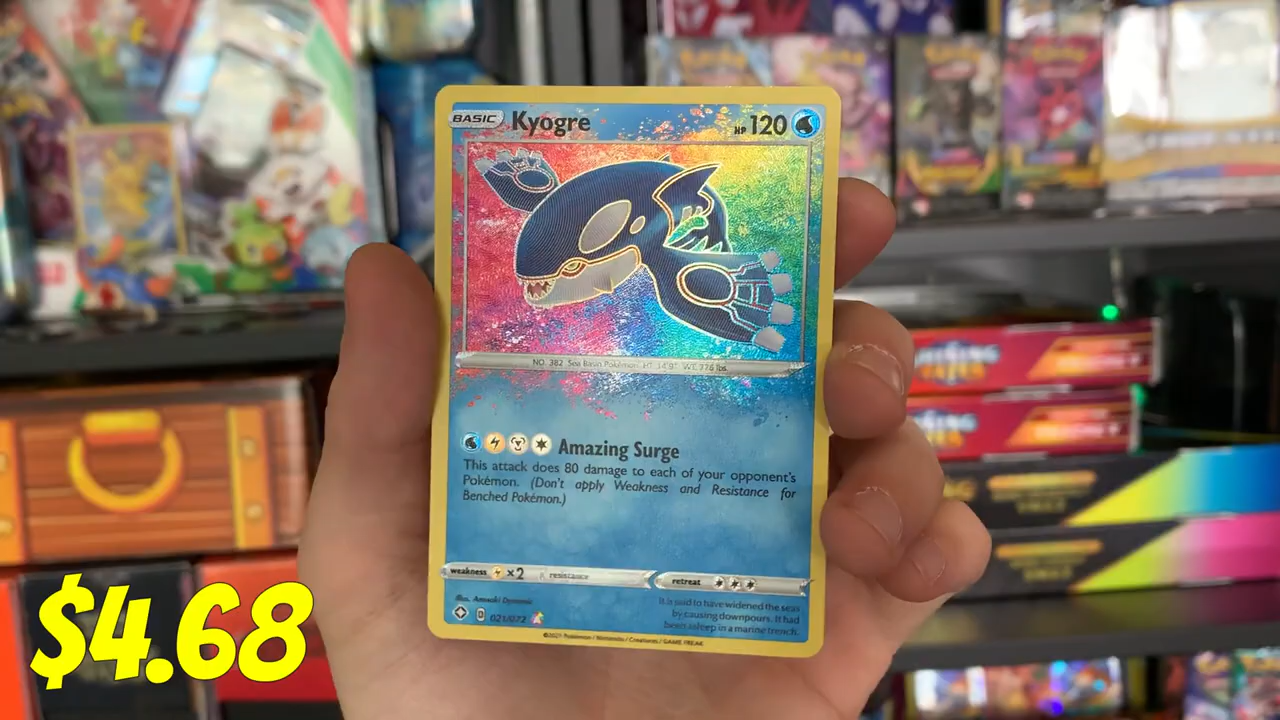 BASIC Kyogre HP 120
NO. 382 Sea Basin Pokémon HT: 14'9" WT: 776 lbs.
Amazing Surge
This attack does 80 damage to each of your opponent's
Pokémon. (Don't apply Weakness and Resistance for
Benched Pokémon.)
weakness ×2 resistance retreat
Illus. Anesaki Dynamic
D 021/072
It is said to have widened the seas
by causing downpours. It had
been asleep in a marine trench.
©2021 Pokémon / Nintendo / Creatures / GAME FREAK
$4.68